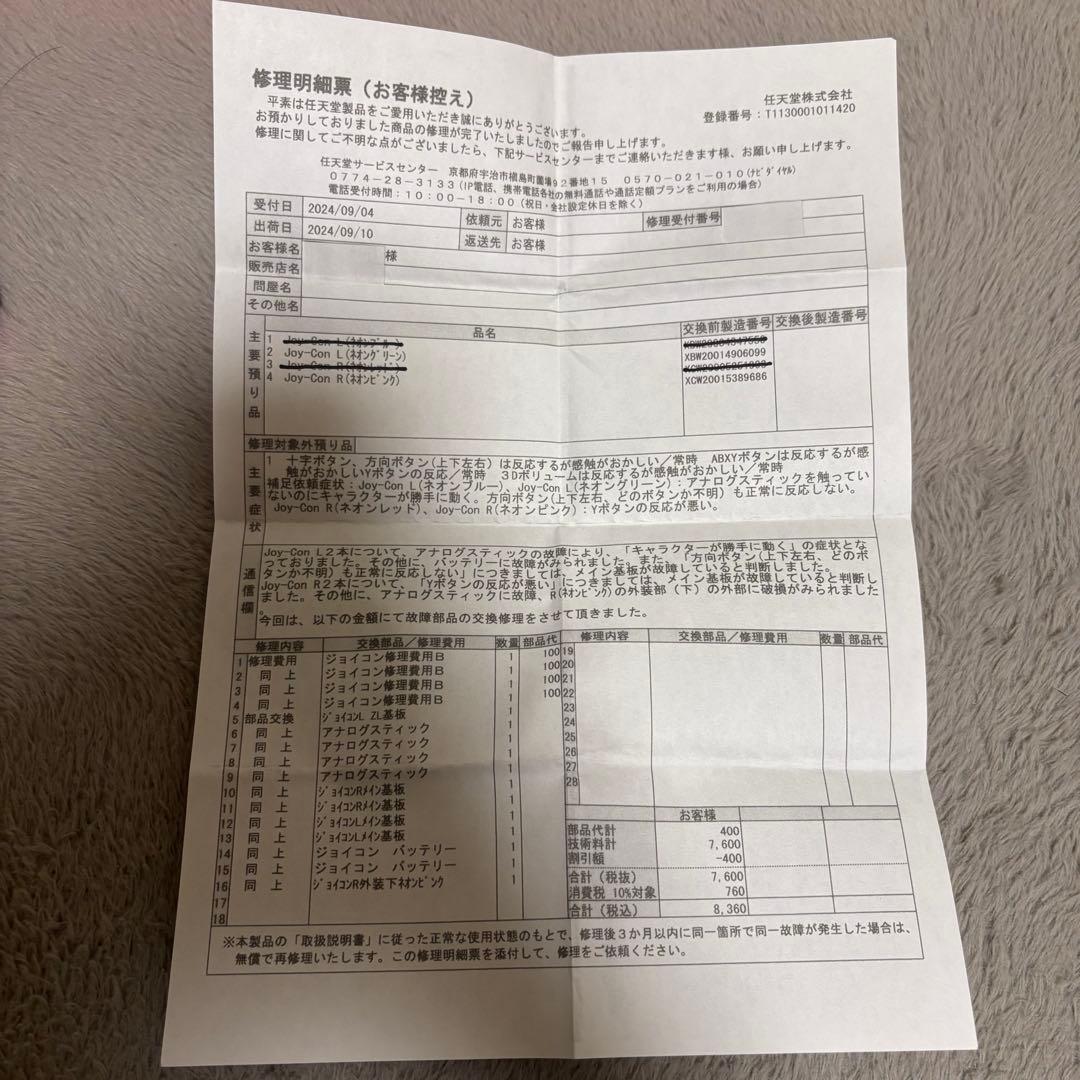 修理明細票（お客様控え）
任天堂株式会社
登録番号：T1130001011420
平素は任天堂製品をご愛用いただき誠にありがとうございます。
お預かりしておりました商品の修理が完了いたしましたのでご報告申し上げます。
修理に関してご不明な点がございましたら、下記サービスセンターまでご連絡いただきます様、お願い申し上げます。
任天堂サービスセンター 京都府宇治市槇島町薗場92番地15 0570-021-010(ﾅﾋﾞﾀﾞｲﾔﾙ)
0774-28-3133(IP電話、携帯電話各社の無料通話や通話定額プランをご利用の場合)
電話受付時間：10:00-18:00(祝日・会社設定休日を除く)
受付日 2024/09/04 依頼元 お客様 修理受付番号
出荷日 2024/09/10 返送先 お客様
お客様名 様
販売店名
問屋名
その他名
主要預り品 品名 交換前製造番号 交換後製造番号
1 Joy-Con L(ﾈｵﾝﾌﾞﾙｰ)
2 Joy-Con L(ﾈｵﾝｸﾞﾘｰﾝ) XBW20014906099
3 Joy-Con R(ﾈｵﾝﾚｯﾄﾞ)
4 Joy-Con R(ﾈｵﾝﾋﾟﾝｸ) XCW20015389686
修理対象外預り品
主要症状
1 十字ボタン、方向ボタン(上下左右)は反応するが感触がおかしい／常時 ABXYボタンは反応するが感
触がおかしいYボタンの反応／常時 3Dボリュームは反応するが感触がおかしい／常時
補足依頼症状：Joy-Con L(ネオンブルー)、Joy-Con L(ネオングリーン)：アナログスティックを触ってい
ないのにキャラクターが勝手に動く。方向ボタン(上下左右、どのボタンか不明)も正常に反応しない。
Joy-Con R(ネオンレッド)、Joy-Con R(ネオンピンク)：Yボタンの反応が悪い。
通信欄
Joy-Con L2本について、アナログスティックの故障により、「キャラクターが勝手に動く」の症状とな
っておりました。その他に、バッテリーに故障がみられました。また、「方向ボタン(上下左右、どのボ
タンか不明)も正常に反応しない」につきましては、メイン基板が故障していると判断しました。
Joy-Con R2本について、「Yボタンの反応が悪い」につきましては、メイン基板が故障していると判断し
ました。その他に、アナログスティックに故障、R(ﾈｵﾝﾋﾟﾝｸ)の外装部（下）の外部に破損がみられました
。
今回は、以下の金額にて故障部品の交換修理をさせて頂きました。
修理内容 交換部品／修理費用 数量 部品代 修理内容 交換部品／修理費用 数量 部品代
1 修理費用 ジョイコン修理費用B 1 100 19
2 同上 ジョイコン修理費用B 1 100 20
3 同上 ジョイコン修理費用B 1 100 21
4 同上 ジョイコン修理費用B 1 100 22
5 部品交換 ｼﾞｮｲｺﾝL ZL基板 1 23
6 同上 アナログスティック 1 24
7 同上 アナログスティック 1 25
8 同上 アナログスティック 1 26
9 同上 アナログスティック 1 27
10 同上 ｼﾞｮｲｺﾝRメイン基板 1 28
11 同上 ｼﾞｮｲｺﾝRメイン基板 1
12 同上 ｼﾞｮｲｺﾝLメイン基板 1
13 同上 ｼﾞｮｲｺﾝLメイン基板 1
14 同上 ジョイコン バッテリー 1
15 同上 ジョイコン バッテリー 1
16 同上 ｼﾞｮｲｺﾝR外装下ﾈｵﾝﾋﾟﾝｸ 1
17
18
お客様
部品代計 400
技術料計 7,600
割引額 -400
合計（税抜） 7,600
消費税 10%対象 760
合計（税込） 8,360
※本製品の「取扱説明書」に従った正常な使用状態のもとで、修理後3か月以内に同一箇所で同一故障が発生した場合は、
無償で再修理いたします。この修理明細票を添付して、修理をご依頼ください。